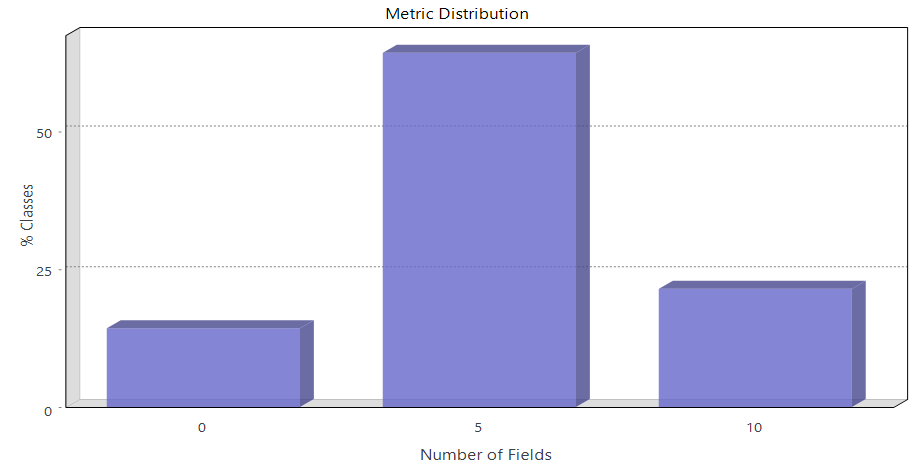 Metric Distribution
50
25
0
% Classes
0 5 10
Number of Fields